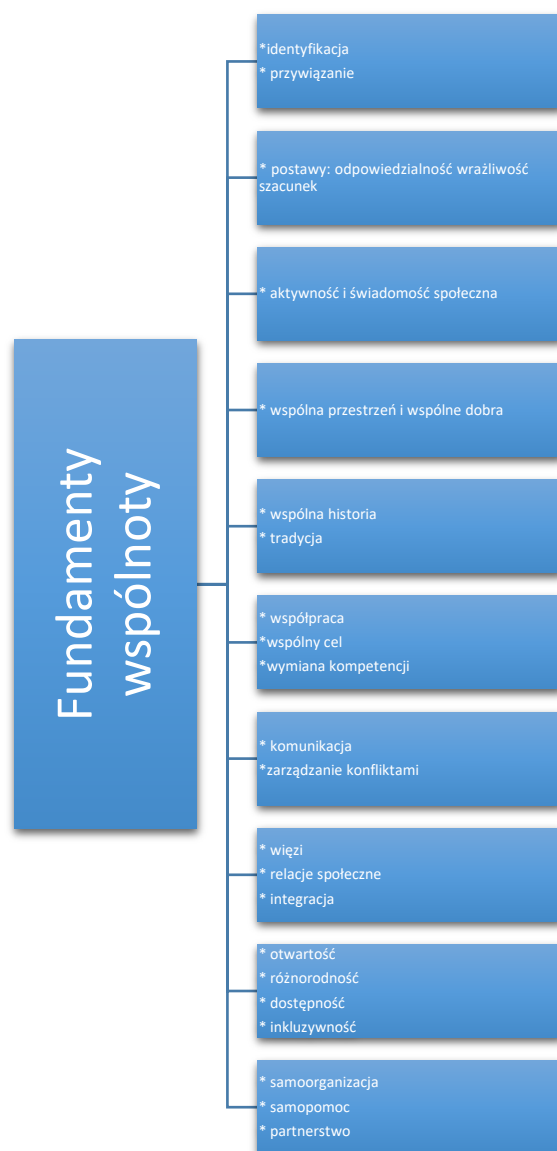 Fundamenty
wspólnoty
*identyfikacja
* przywiązanie
* postawy: odpowiedzialność wrażliwość
szacunek
* aktywność i świadomość społeczna
* wspólna przestrzeń i wspólne dobra
* wspólna historia
* tradycja
* współpraca
*wspólny cel
*wymiana kompetencji
* komunikacja
*zarządzanie konfliktami
* więzi
* relacje społeczne
* integracja
* otwartość
* różnorodność
* dostępność
* inkluzywność
* samoorganizacja
* samopomoc
* partnerstwo